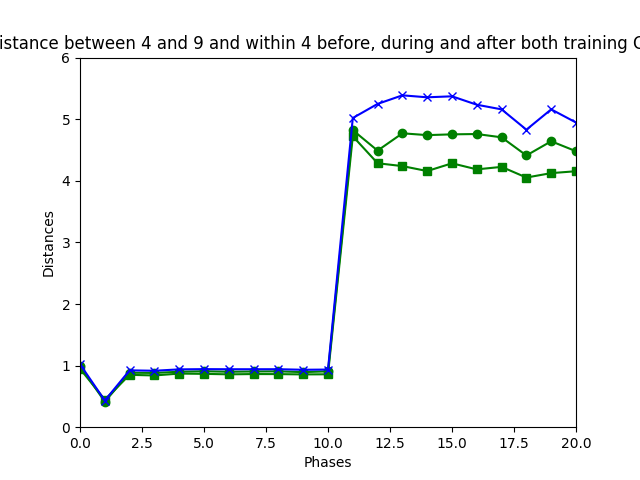 istance between 4 and 9 and within 4 before, during and after both training
6
5
4
3
2
1
0
Distances
0.0 2.5 5.0 7.5 10.0 12.5 15.0 17.5 20.0
Phases